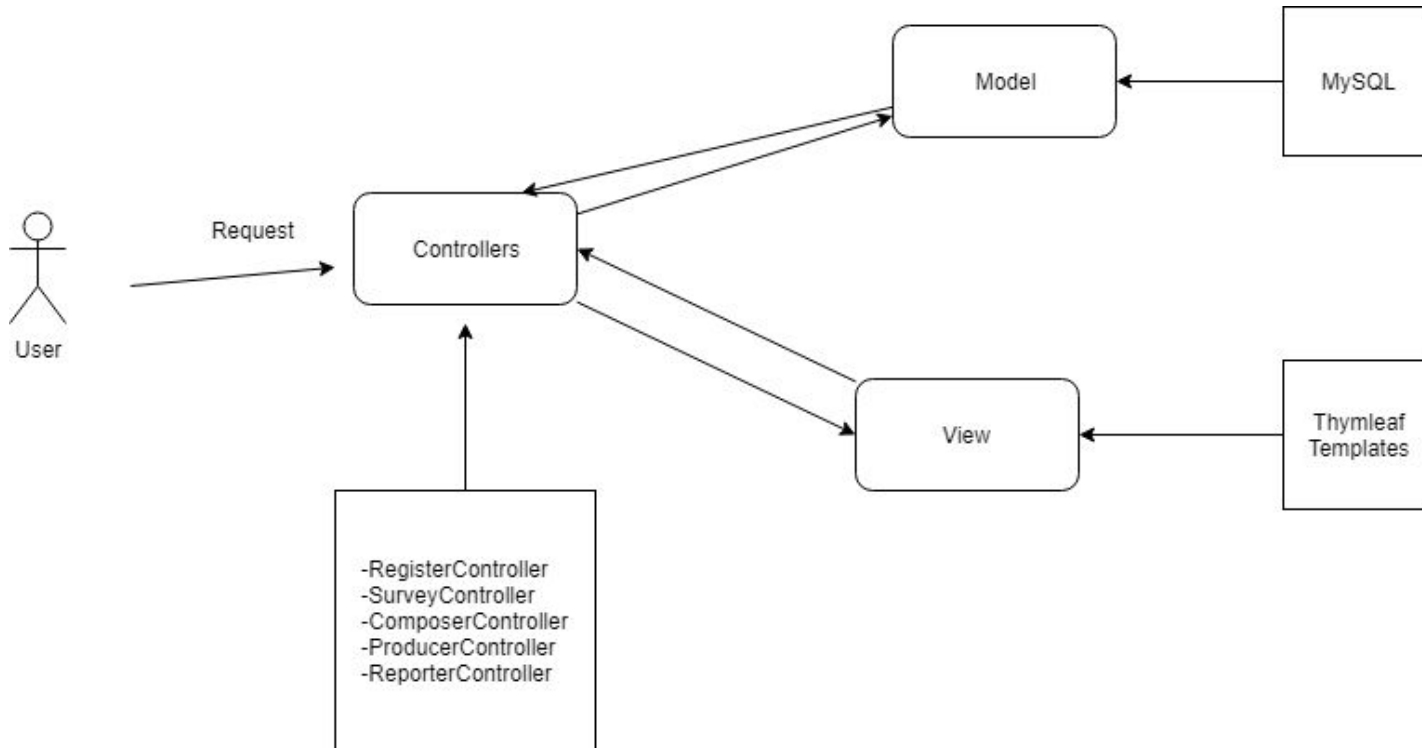 Model
MySQL
Request
Controllers
User
View
Thymleaf
Templates
-RegisterController
-SurveyController
-ComposerController
-ProducerController
-ReporterController